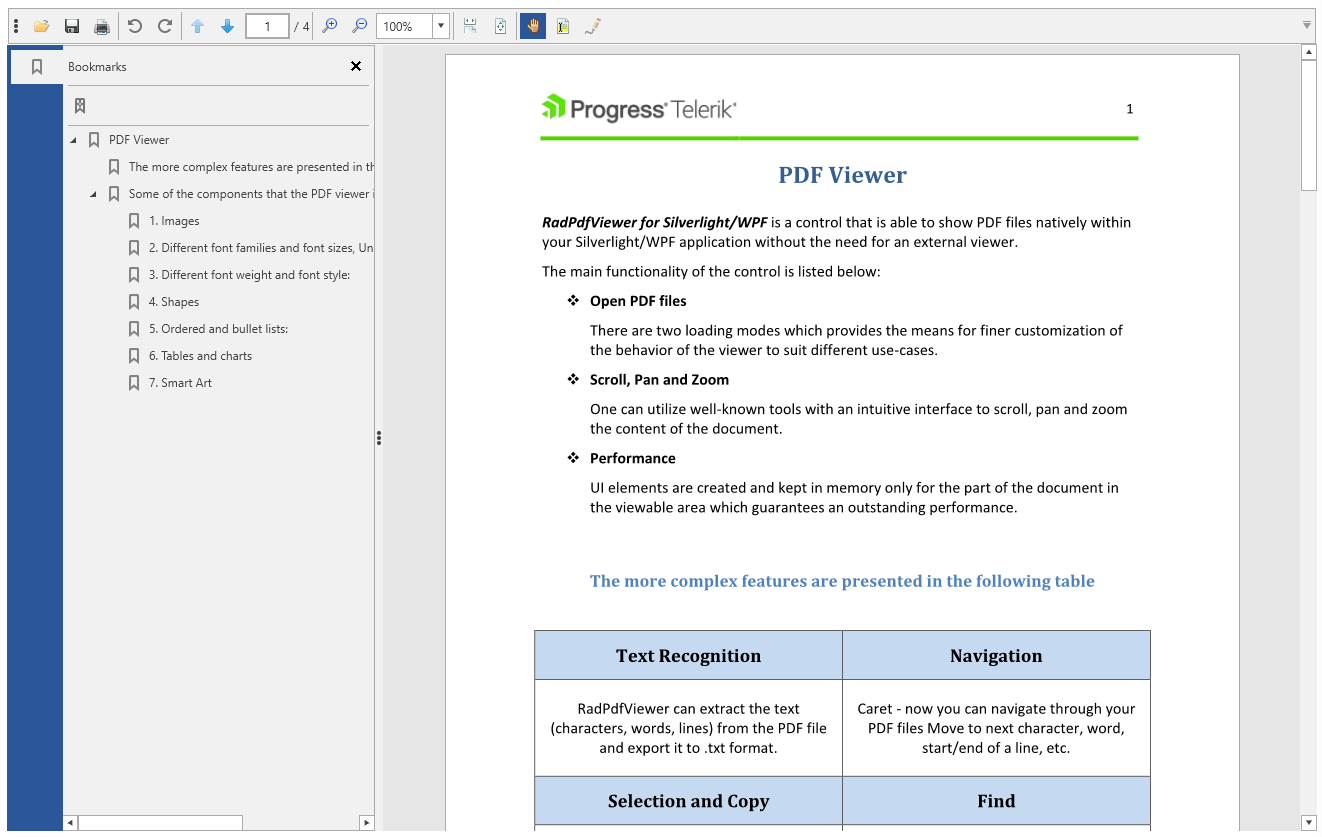 1 / 4 100%
Bookmarks
PDF Viewer
The more complex features are presented in th
Some of the components that the PDF viewer i
1. Images
2. Different font families and font sizes, Un
3. Different font weight and font style:
4. Shapes
5. Ordered and bullet lists:
6. Tables and charts
7. Smart Art
Progress Telerik
1
PDF Viewer
RadPdfViewer for Silverlight/WPF is a control that is able to show PDF files natively within
your Silverlight/WPF application without the need for an external viewer.
The main functionality of the control is listed below:
❖ Open PDF files
There are two loading modes which provides the means for finer customization of
the behavior of the viewer to suit different use-cases.
❖ Scroll, Pan and Zoom
One can utilize well-known tools with an intuitive interface to scroll, pan and zoom
the content of the document.
❖ Performance
UI elements are created and kept in memory only for the part of the document in
the viewable area which guarantees an outstanding performance.
The more complex features are presented in the following table
Text Recognition
Navigation
RadPdfViewer can extract the text
(characters, words, lines) from the PDF file
and export it to .txt format.
Caret - now you can navigate through your
PDF files Move to next character, word,
start/end of a line, etc.
Selection and Copy
Find